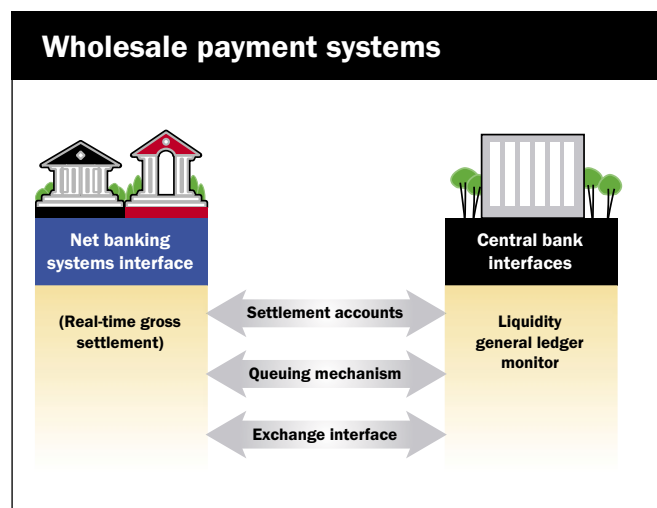 Wholesale payment systems
Net banking
systems interface
Central bank
interfaces
(Real-time gross
settlement)
Settlement accounts
Queuing mechanism
Exchange interface
Liquidity
general ledger
monitor